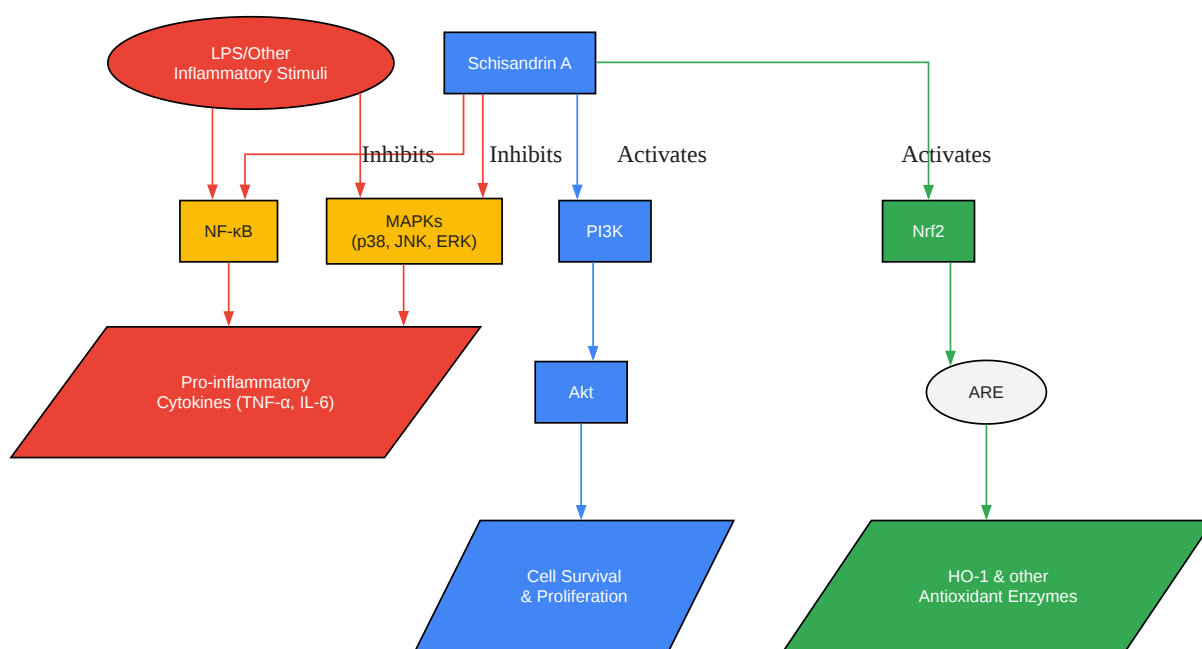 LPS/Other
Inflammatory Stimuli
Schisandrin A
Inhibits
Inhibits
Activates
Activates
NF-κB
MAPKs
(p38, JNK, ERK)
PI3K
Nrf2
Pro-inflammatory
Cytokines (TNF-α, IL-6)
Akt
ARE
Cell Survival
& Proliferation
HO-1 & other
Antioxidant Enzymes